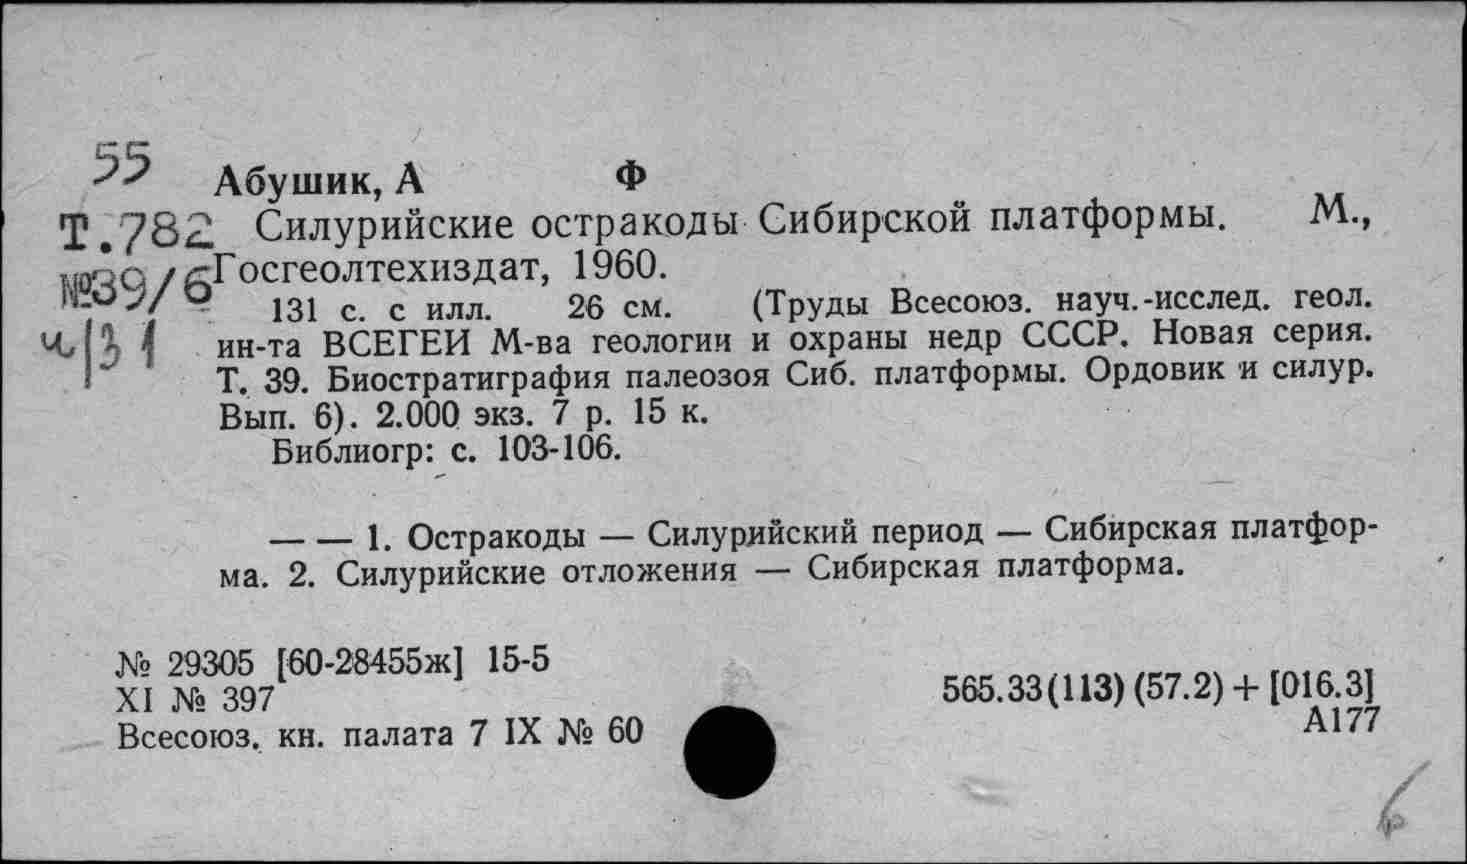 55 Абушик, А Ф
Т.782 Силурийские остракоды Сибирской платформы. М.,
№39/6 Госгеолтехиздат, 1960.
131 с. с илл. 26 см. (Труды Всесоюз. науч.-исслед. геол.
ин-та ВСЕГЕИ М-ва геологии и охраны недр СССР. Новая серия.
Т. 39. Биостратиграфия палеозоя Сиб. платформы. Ордовик и силур.
Вып. 6). 2.000 экз. 7 р. 15 к.
Библиогр: с. 103-106.
— — 1. Остракоды — Силурийский период — Сибирская платфор-
ма. 2. Силурийские отложения — Сибирская платформа.
№ 29305 [60-28455ж] 15-5
XI № 397
Всесоюз. кн. палата 7 IX № 60
565.33(113) (57.2) + [016.3]
А177
6